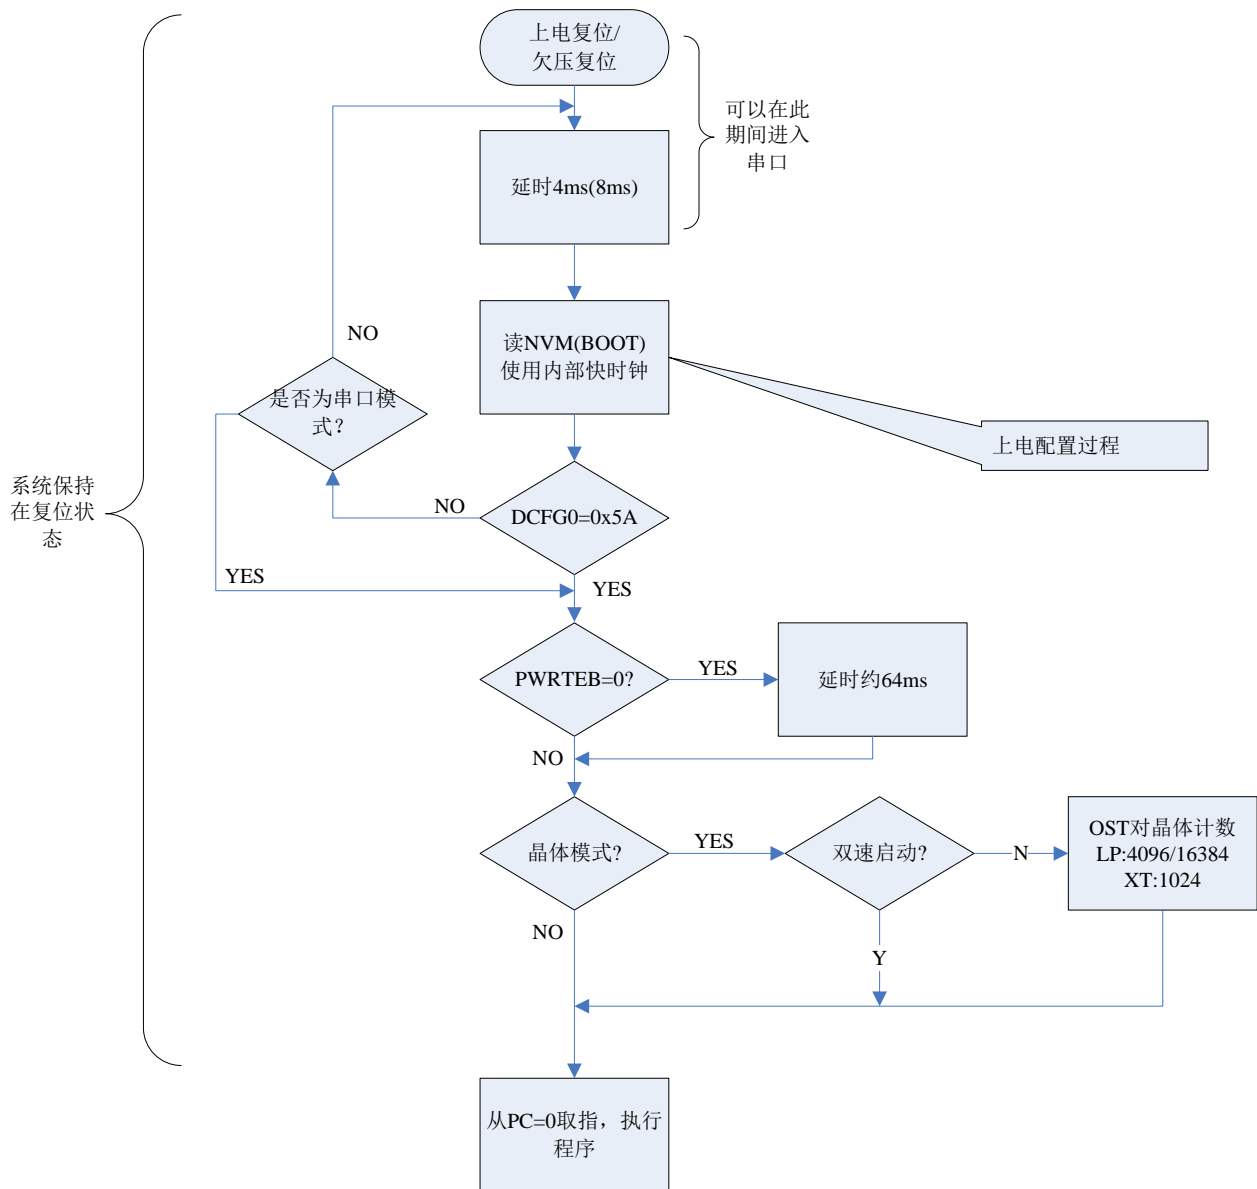 上电复位/
欠压复位
可以在此
期间进入
串口
延时4ms(8ms)
NO
读NVM(BOOT)
使用内部快时钟
是否为串口模
式？
上电配置过程
系统保持
在复位状
态
NO
DCFG0=0x5A
YES
YES
PWRTEB=0?
YES
延时约64ms
NO
晶体模式?
YES
双速启动?
N
OST对晶体计数
LP:4096/16384
XT:1024
NO
Y
从PC=0取指，执行
程序